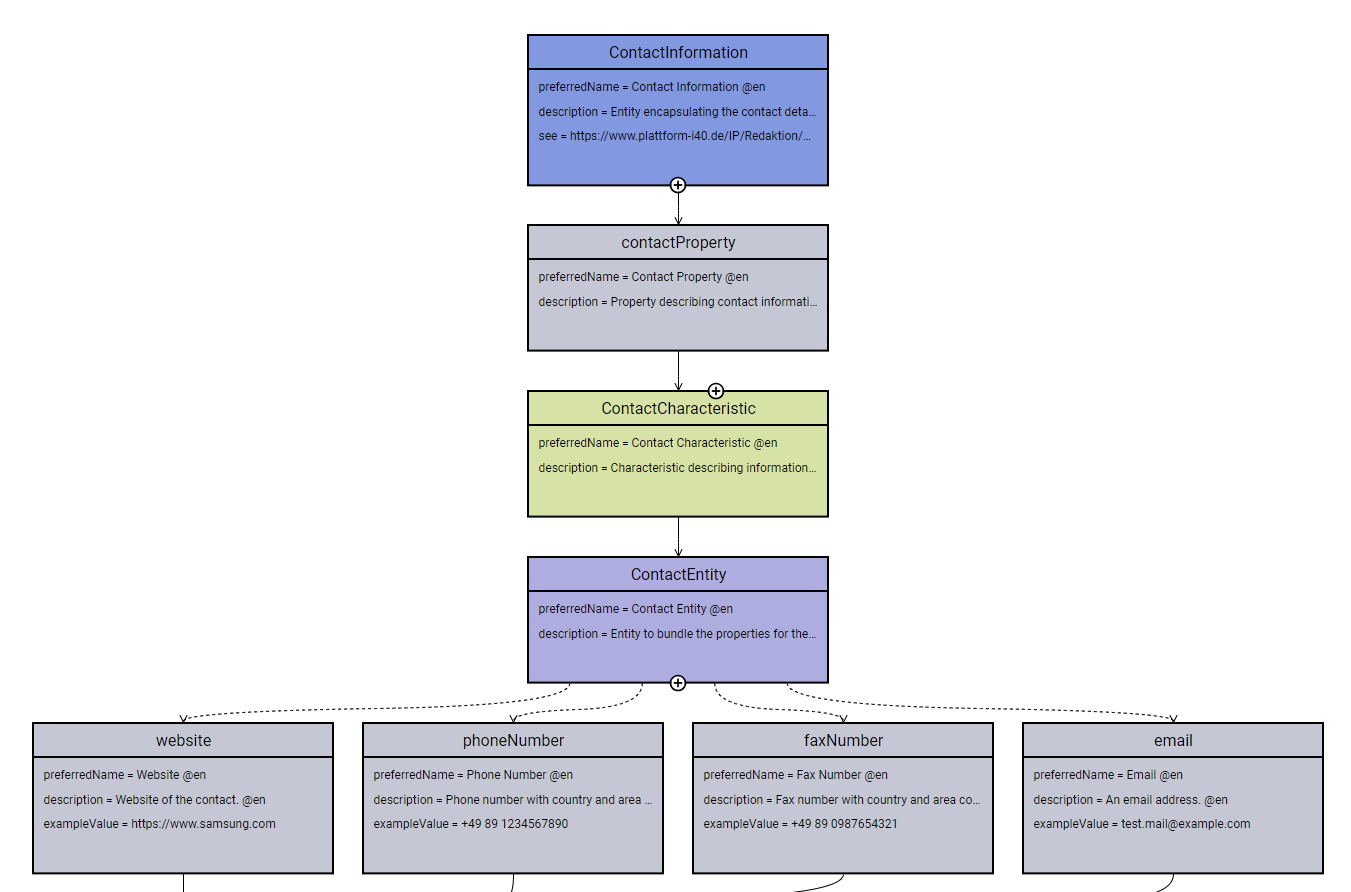 ContactInformation
preferredName = Contact Information @en
description = Entity encapsulating the contact deta...
see = https://www.plattform-i40.de/IP/Redaktion/...
contactProperty
preferredName = Contact Property @en
description = Property describing contact informati...
ContactCharacteristic
preferredName = Contact Characteristic @en
description = Characteristic describing information...
ContactEntity
preferredName = Contact Entity @en
description = Entity to bundle the properties for the...
website
preferredName = Website @en
description = Website of the contact. @en
exampleValue = https://www.samsung.com
phoneNumber
preferredName = Phone Number @en
description = Phone number with country and area ...
exampleValue = +49 89 1234567890
faxNumber
preferredName = Fax Number @en
description = Fax number with country and area co...
exampleValue = +49 89 0987654321
email
preferredName = Email @en
description = An email address. @en
exampleValue = test.mail@example.com